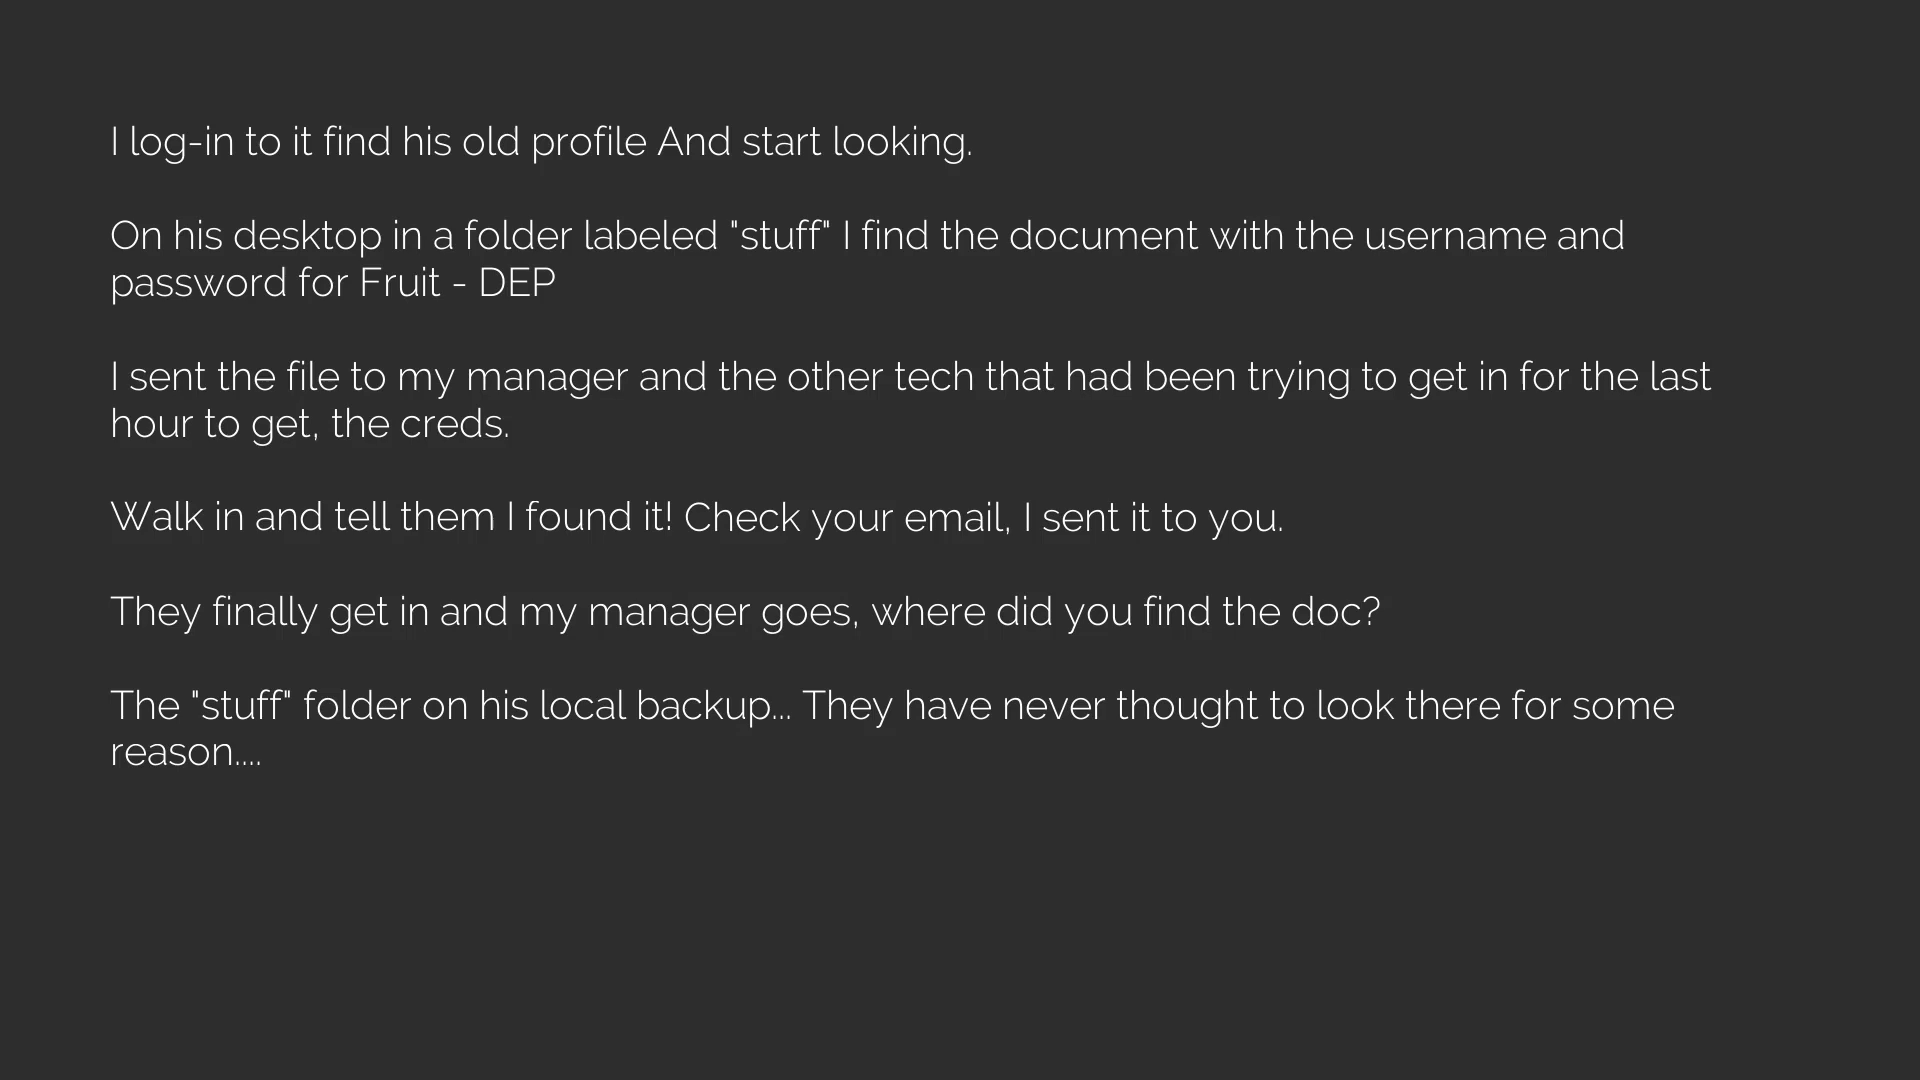 I log-in to it find his old profile And start looking.
On his desktop in a folder labeled "stuff" I find the document with the username and
password for Fruit - DEP
I sent the file to my manager and the other tech that had been trying to get in for the last
hour to get, the creds.
Walk in and tell them I found it! Check your email, I sent it to you.
They finally get in and my manager goes, where did you find the doc?
The "stuff" folder on his local backup... They have never thought to look there for some
reason....